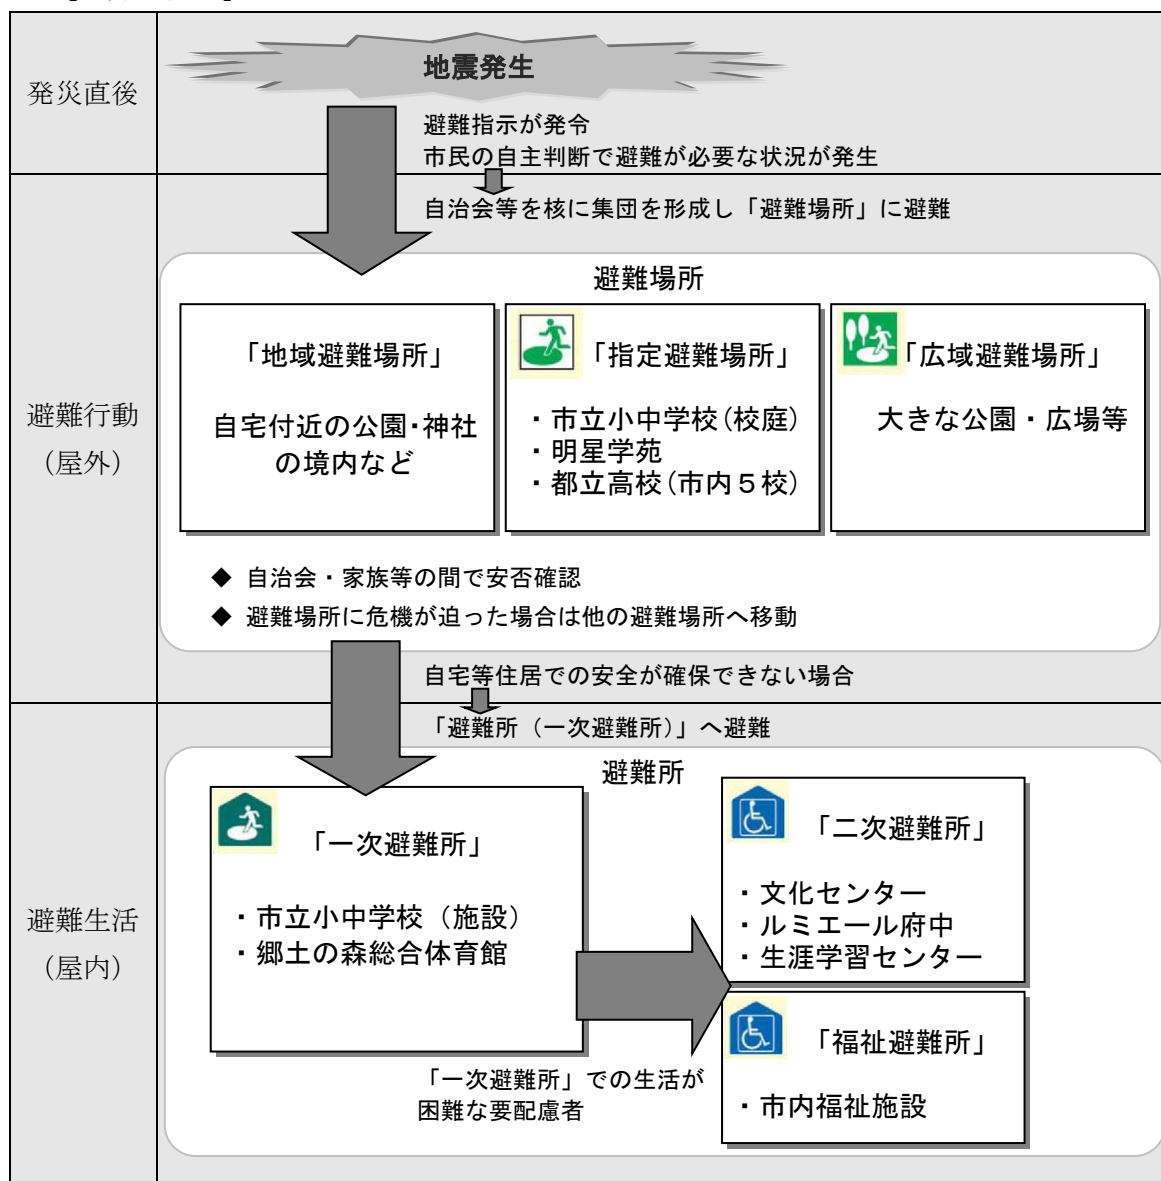 発災直後
地震発生
避難指示が発令
市民の自主判断で避難が必要な状況が発生
自治会等を核に集団を形成し「避難場所」に避難
避難行動
（屋外）
避難場所
「地域避難場所」
自宅付近の公園・神社
の境内など
「指定避難場所」
・市立小中学校(校庭)
・明星学苑
・都立高校(市内５校)
「広域避難場所」
大きな公園・広場等
◆ 自治会・家族等の間で安否確認
◆ 避難場所に危機が迫った場合は他の避難場所へ移動
自宅等住居での安全が確保できない場合
「避難所（一次避難所）」へ避難
避難生活
（屋内）
避難所
「一次避難所」
・市立小中学校（施設）
・郷土の森総合体育館
「一次避難所」での生活が
困難な要配慮者
「二次避難所」
・文化センター
・ルミエール府中
・生涯学習センター
「福祉避難所」
・市内福祉施設